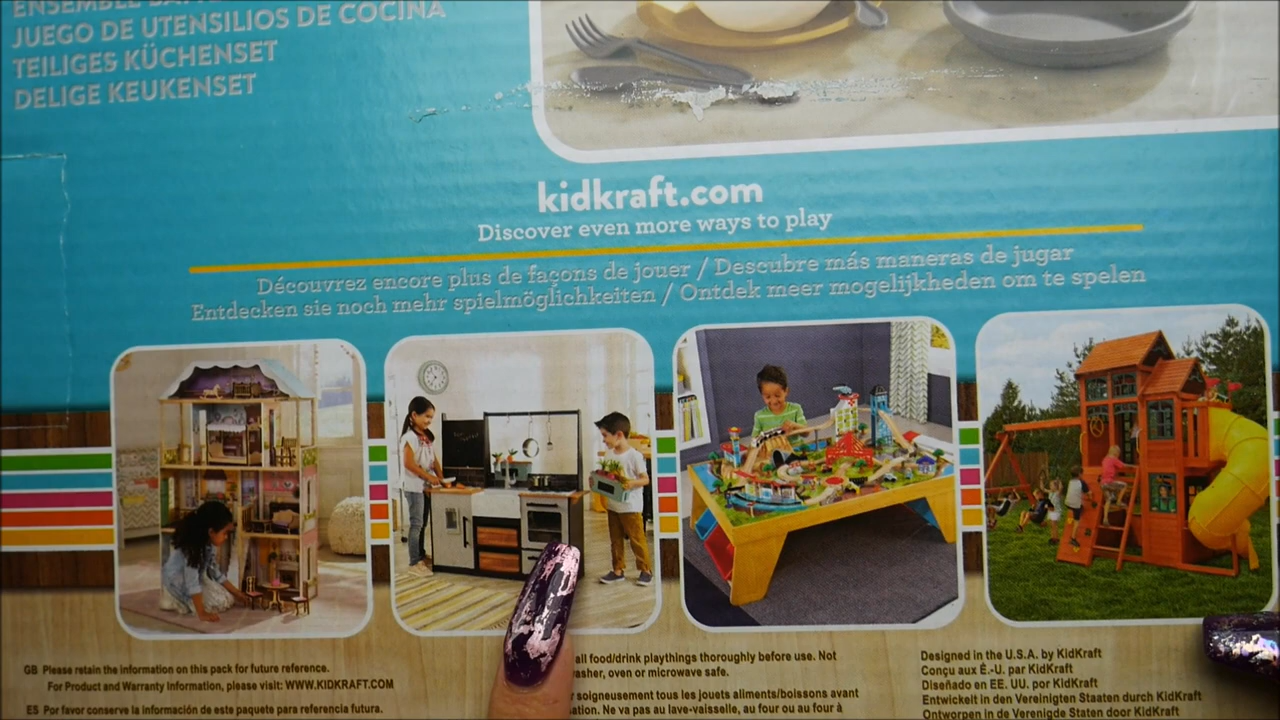 JUEGO DE UTENSILIOS DE COCINA
TEILIGES KÜCHENSET
DELIGE KEUKENSET
kidkraft.com
Discover even more ways to play
Découvrez encore plus de façons de jouer / Descubre más maneras de jugar
Entdecken sie noch mehr spielmöglichkeiten / Ontdek meer mogelijkheden om te spelen
GB Please retain the information on this pack for future reference.
For Product and Warranty Information, please visit: WWW.KIDKRAFT.COM
ES Por favor conserve la información de este paquete para referencia futura.
all food/drink playthings thoroughly before use. Not
oven or microwave safe.
soigneusement tous les jouets aliments/boissons avant
Ne va pas au lave-vaisselle, au four ou au four à
Designed in the U.S.A. by KidKraft
Conçu aux É.-U. par KidKraft
Diseñado en EE. UU. por KidKraft
Entwickelt in den Vereinigten Staaten durch KidKraft
Ontworpen in de Verenigde Staten door KidKraft